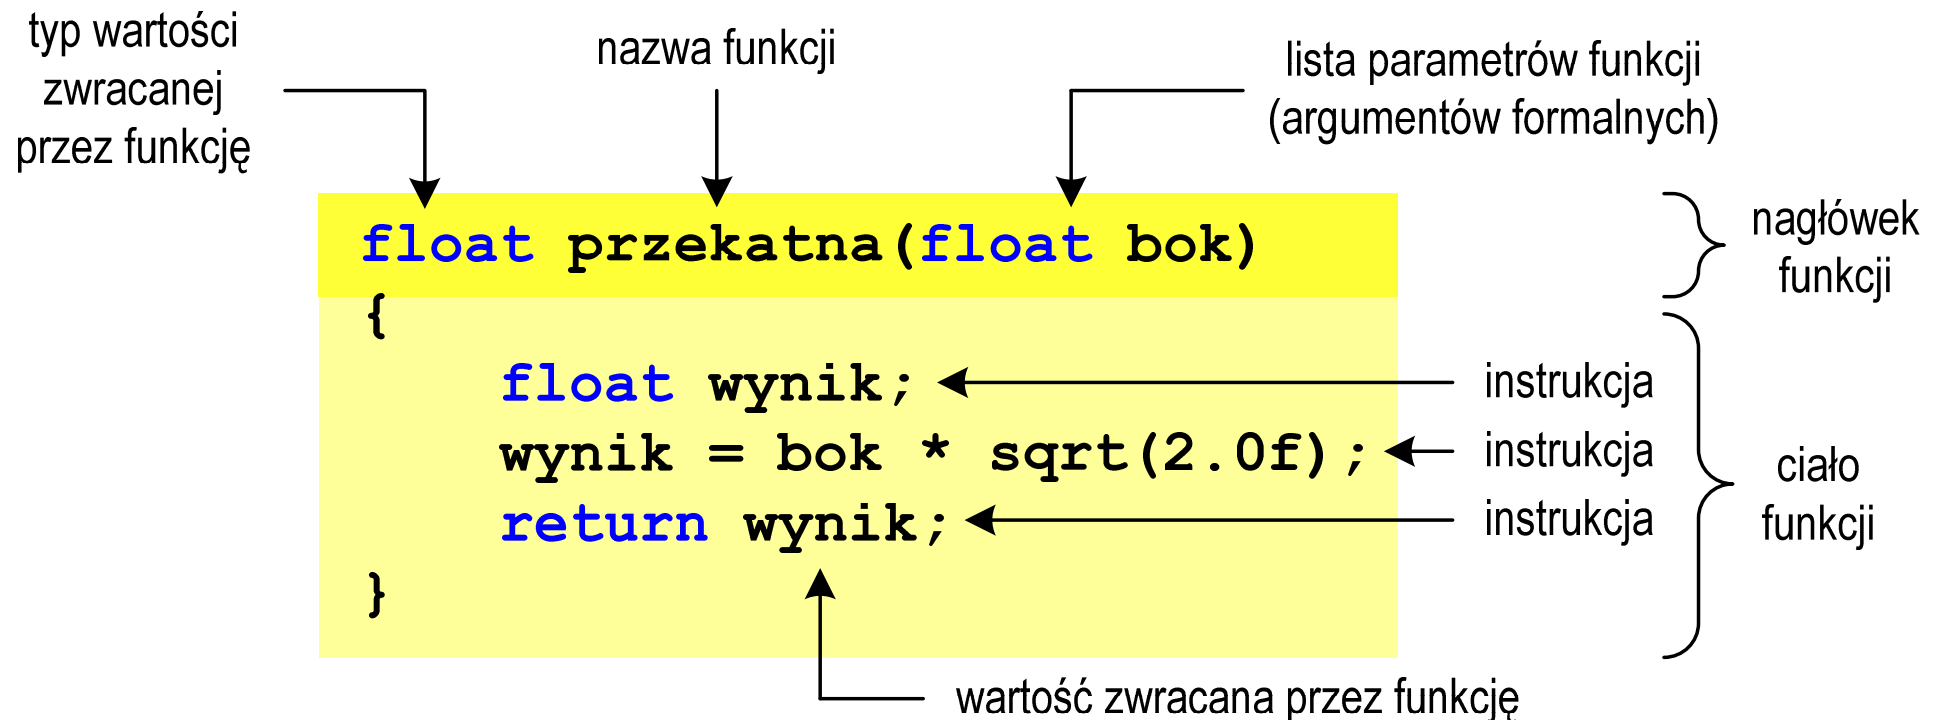 typ wartości
zwracanej
przez funkcję
nazwa funkcji
lista parametrów funkcji
(argumentów formalnych)
float przekatna(float bok)
nagłówek
funkcji
{
float wynik;
instrukcja
wynik = bok * sqrt(2.0f);
instrukcja
return wynik;
instrukcja
}
ciało
funkcji
wartość zwracana przez funkcję